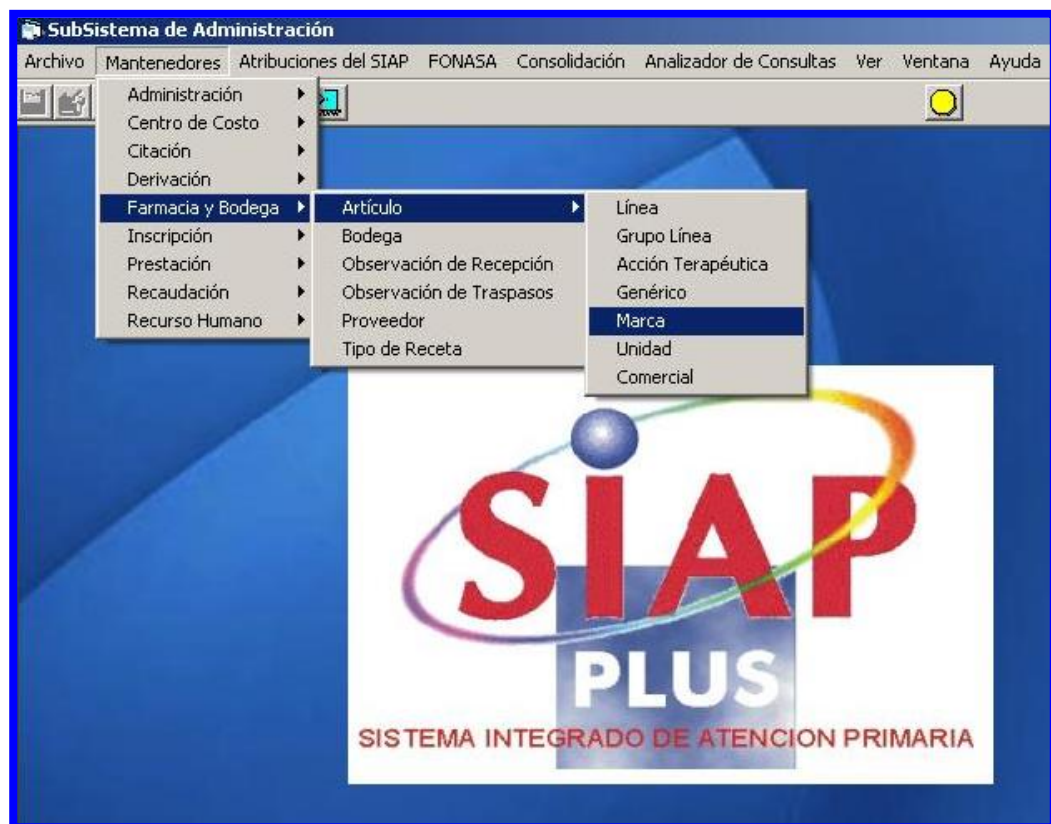 SubSistema de Administración
Archivo Mantenedores Atribuciones del SIAP FONASA Consolidación Analizador de Consultas Ver Ventana Ayuda
Administración
Centro de Costo
Citación
Derivación
Farmacia y Bodega
Inscripción
Prestación
Recaudación
Recurso Humano
Artículo
Bodega
Observación de Recepción
Observación de Traspasos
Proveedor
Tipo de Receta
Línea
Grupo Línea
Acción Terapéutica
Genérico
Marca
Unidad
Comercial
SIAP
PLUS
SISTEMA INTEGRADO DE ATENCION PRIMARIA